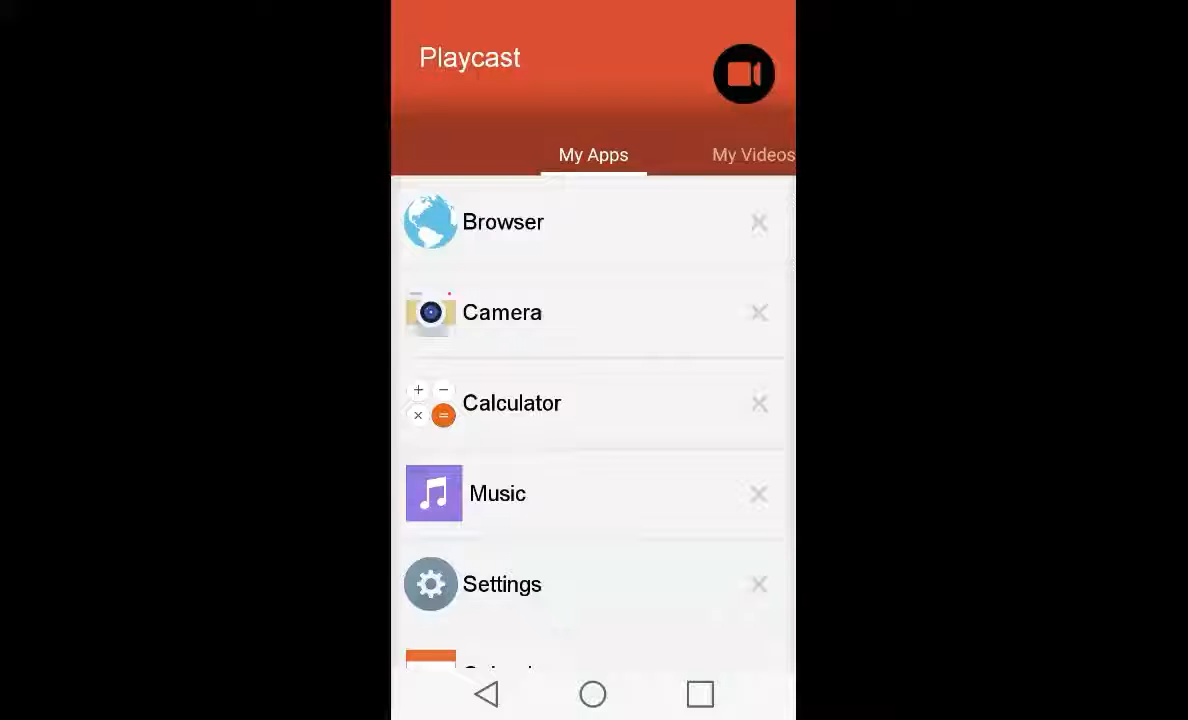 Playcast
My Apps
My Videos
Browser
Camera
Calculator
Music
Settings